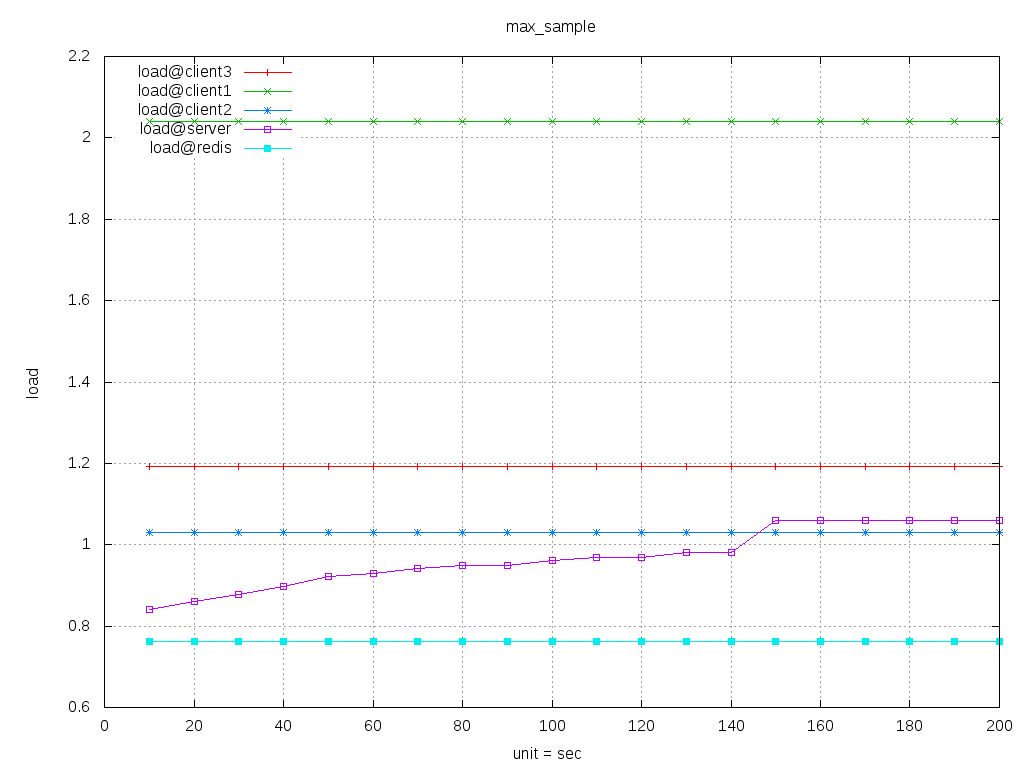 max_sample
2.2
load@client3
load@client1
load@client2
2
load@server
load@redis
1.8
1.6
1.4
load
1.2
1
0.8
0.6
0 20 40 60 80 100 120 140 160 180 200
unit = sec